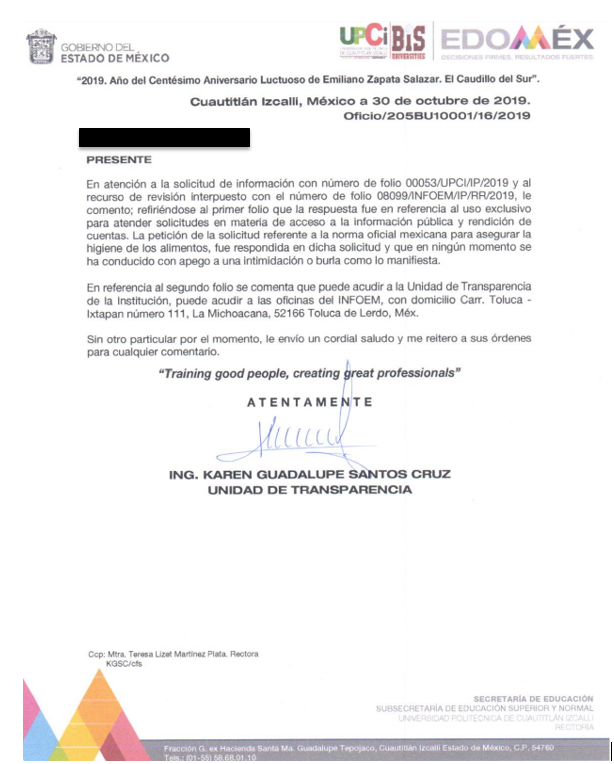 GOBIERNO DEL
ESTADO DE MÉXICO
UPCi BIS
UNIVERSITIES
EDOMÉX
DECISIONES FIRMES, RESULTADOS FUERTES.
“2019. Año del Centésimo Aniversario Luctuoso de Emiliano Zapata Salazar. El Caudillo del Sur”.
Cuautitlán Izcalli, México a 30 de octubre de 2019.
Oficio/205BU10001/16/2019
PRESENTE
En atención a la solicitud de información con número de folio 00053/UPCI/IP/2019 y al
recurso de revisión interpuesto con el número de folio 08099/INFOEM/IP/RR/2019, le
comento; refiriéndose al primer folio que la respuesta fue en referencia al uso exclusivo
para atender solicitudes en materia de acceso a la información pública y rendición de
cuentas. La petición de la solicitud referente a la norma oficial mexicana para asegurar la
higiene de los alimentos, fue respondida en dicha solicitud y que en ningún momento se
ha conducido con apego a una intimidación o burla como lo manifiesta.
En referencia al segundo folio se comenta que puede acudir a la Unidad de Transparencia
de la Institución, puede acudir a las oficinas del INFOEM, con domicilio Carr. Toluca -
Ixtapan número 111, La Michoacana, 52166 Toluca de Lerdo, Méx.
Sin otro particular por el momento, le envío un cordial saludo y me reitero a sus órdenes
para cualquier comentario.
“Training good people, creating great professionals”
ATENTAMENTE
ING. KAREN GUADALUPE SANTOS CRUZ
UNIDAD DE TRANSPARENCIA
Ccp: Mtra. Teresa Lizet Martínez Plata. Rectora
KGSC/cfs
SECRETARÍA DE EDUCACIÓN
SUBSECRETARÍA DE EDUCACIÓN SUPERIOR Y NORMAL
UNIVERSIDAD POLITÉCNICA DE CUAUTITLÁN IZCALLI
RECTORÍA
Fracción G, ex Hacienda Santa Ma. Guadalupe Tepojaco, Cuautitlán Izcalli Estado de México, C.P. 54760
Tels.: (01-55) 58.68.01.10